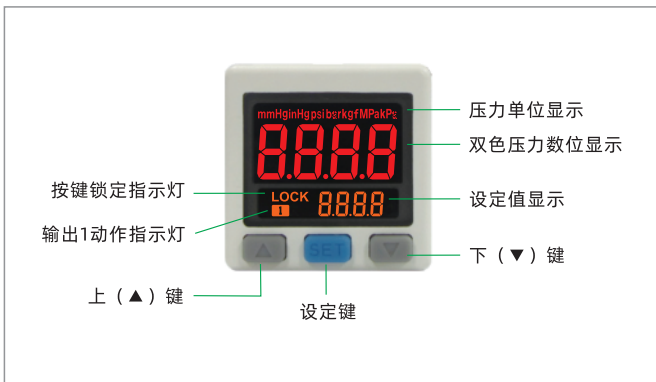 mmHginHgpsibarkgfMPakPa
压力单位显示
8.8.8.8
双色压力数位显示
按键锁定指示灯
LOCK
8.8.8.8
设定值显示
输出1动作指示灯
1
▲
SET
▼
下（▼）键
上（▲）键
设定键